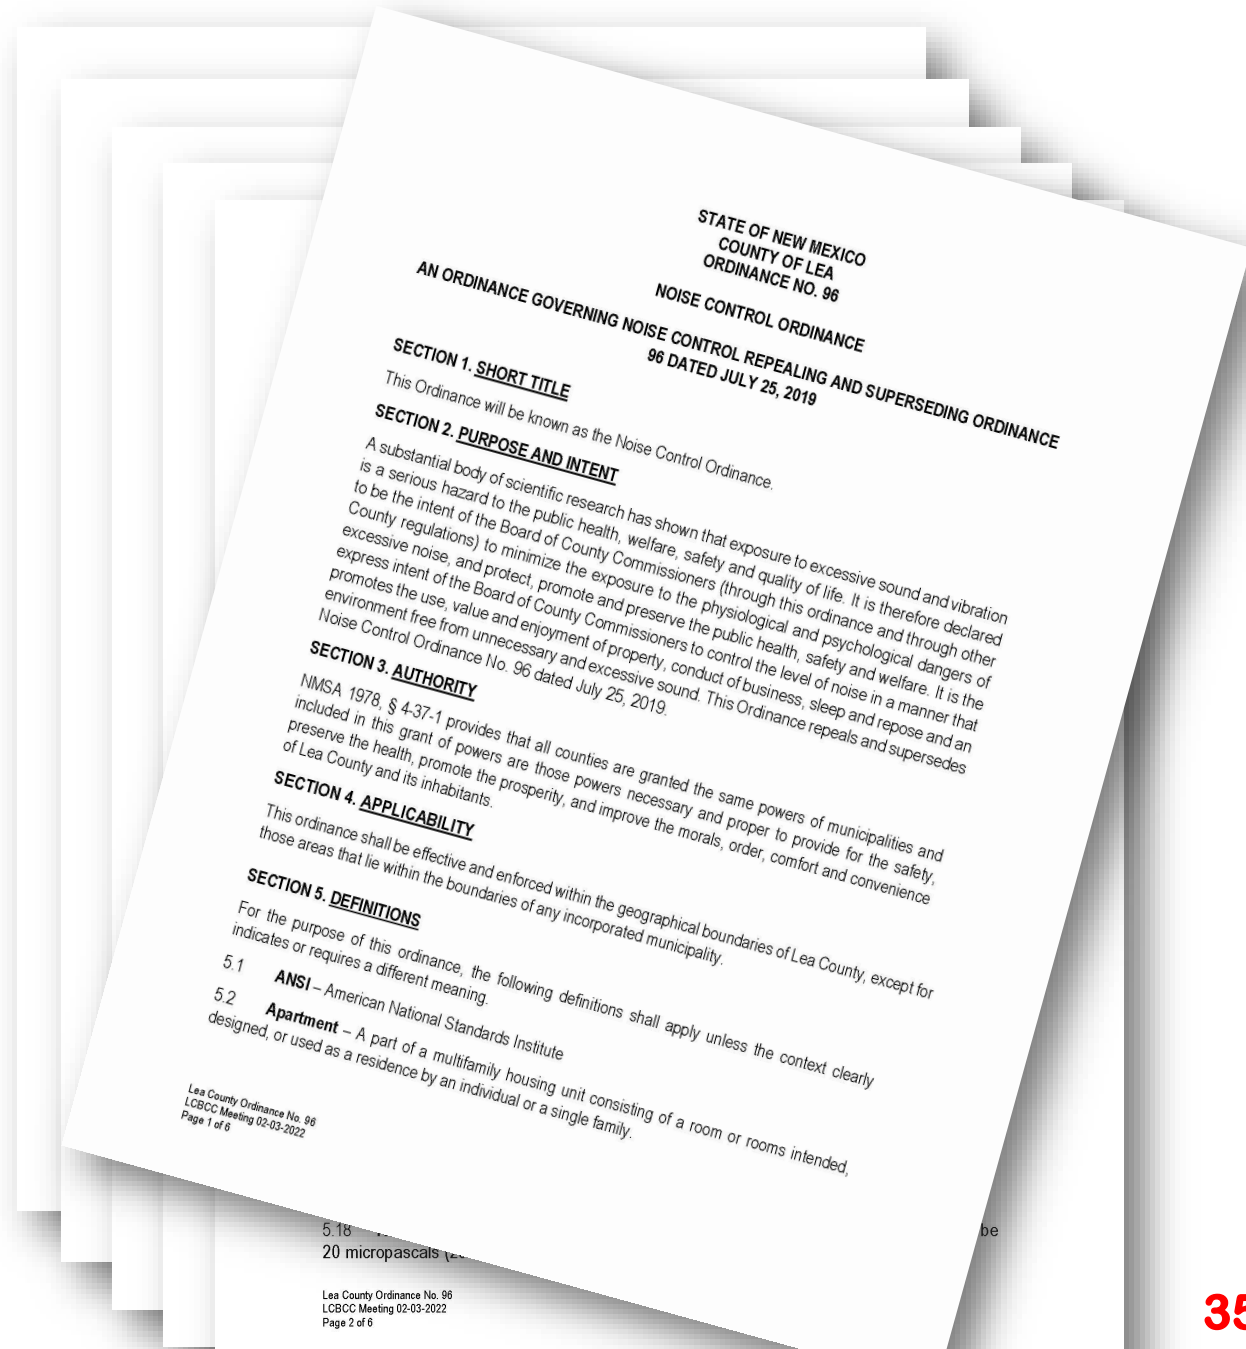 STATE OF NEW MEXICO
COUNTY OF LEA
ORDINANCE NO. 96
NOISE CONTROL ORDINANCE
AN ORDINANCE GOVERNING NOISE CONTROL REPEALING AND SUPERSEDING ORDINANCE
96 DATED JULY 25, 2019
SECTION 1. SHORT TITLE
This Ordinance will be known as the Noise Control Ordinance.
SECTION 2. PURPOSE AND INTENT
A substantial body of scientific research has shown that exposure to excessive sound and vibration
is a serious hazard to the public health, welfare, safety and quality of life. It is therefore declared
to be the intent of the Board of County Commissioners (through this ordinance and through other
County regulations) to minimize the exposure to the physiological and psychological dangers of
excessive noise, and protect, promote and preserve the public health, safety and welfare. It is the
express intent of the Board of County Commissioners to control the level of noise in a manner that
promotes the use, value and enjoyment of property, conduct of business, sleep and repose and an
environment free from unnecessary and excessive sound. This Ordinance repeals and supersedes
Noise Control Ordinance No. 96 dated July 25, 2019.
SECTION 3. AUTHORITY
NMSA 1978, § 4-37-1 provides that all counties are granted the same powers of municipalities and
included in this grant of powers are those powers necessary and proper to provide for the safety,
preserve the health, promote the prosperity, and improve the morals, order, comfort and convenience
of Lea County and its inhabitants.
SECTION 4. APPLICABILITY
This ordinance shall be effective and enforced within the geographical boundaries of Lea County, except for
those areas that lie within the boundaries of any incorporated municipality.
SECTION 5. DEFINITIONS
For the purpose of this ordinance, the following definitions shall apply unless the context clearly
indicates or requires a different meaning.
5.1 ANSI – American National Standards Institute
5.2 Apartment – A part of a multifamily housing unit consisting of a room or rooms intended,
designed, or used as a residence by an individual or a single family.
Lea County Ordinance No. 96
LCBCC Meeting 02-03-2022
Page 1 of 6
5.18 be
20 micropascals
Lea County Ordinance No. 96
LCBCC Meeting 02-03-2022
Page 2 of 6
35